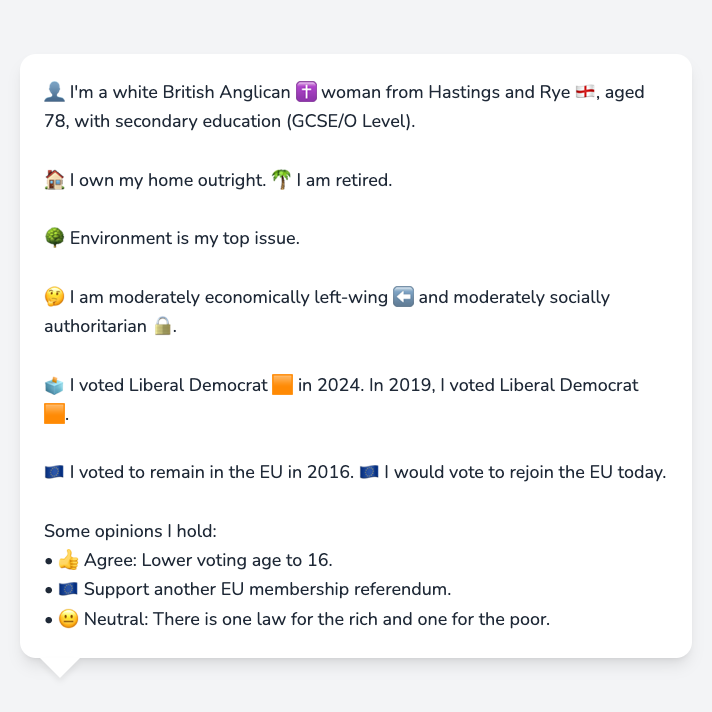 👤 I'm a white British Anglican ✝️ woman from Hastings and Rye 🏴󠁧󠁢󠁥󠁮󠁧󠁿, aged
78, with secondary education (GCSE/O Level).
🏠 I own my home outright. 🌴 I am retired.
🌳 Environment is my top issue.
🤔 I am moderately economically left-wing ⬅️ and moderately socially
authoritarian 🔒.
🗳️ I voted Liberal Democrat 🟧 in 2024. In 2019, I voted Liberal Democrat
🟧.
🇪🇺 I voted to remain in the EU in 2016. 🇪🇺 I would vote to rejoin the EU today.
Some opinions I hold:
• 👍 Agree: Lower voting age to 16.
• 🇪🇺 Support another EU membership referendum.
• 😐 Neutral: There is one law for the rich and one for the poor.